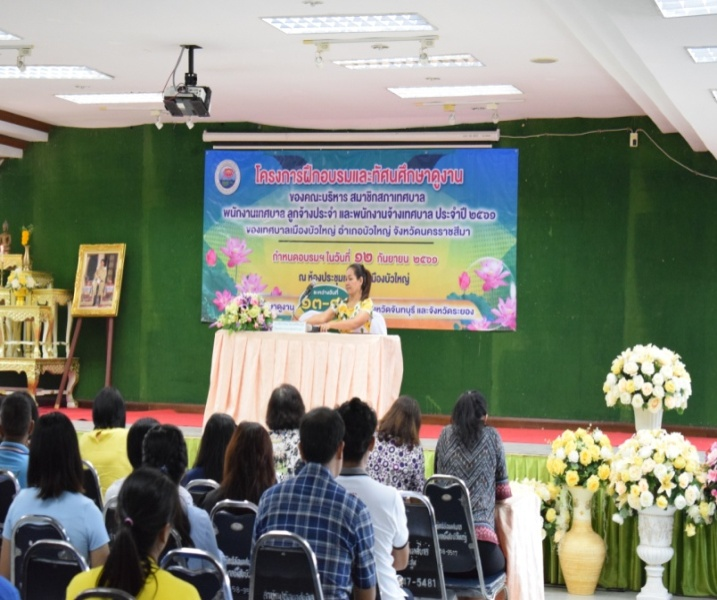 โครงการฝึกอบรมและทัศนศึกษาดูงาน
ของคณะบริหาร สมาชิกสภาเทศบาล
พนักงานเทศบาล ลูกจ้างประจำ และพนักงานจ้างเทศบาล ประจำปี ๒๕๖๑
ของเทศบาลเมืองบัวใหญ่ อำเภอบัวใหญ่ จังหวัดนครราชสีมา
กำหนดอบรมฯ ในวันที่ ๑๒ กันยายน ๒๕๖๑
ณ ห้องประชุม เมืองบัวใหญ่
ระหว่างวันที่
๑๓-
าดูงาน หวัดจันทบุรี และจังหวัดระยอง
-5481